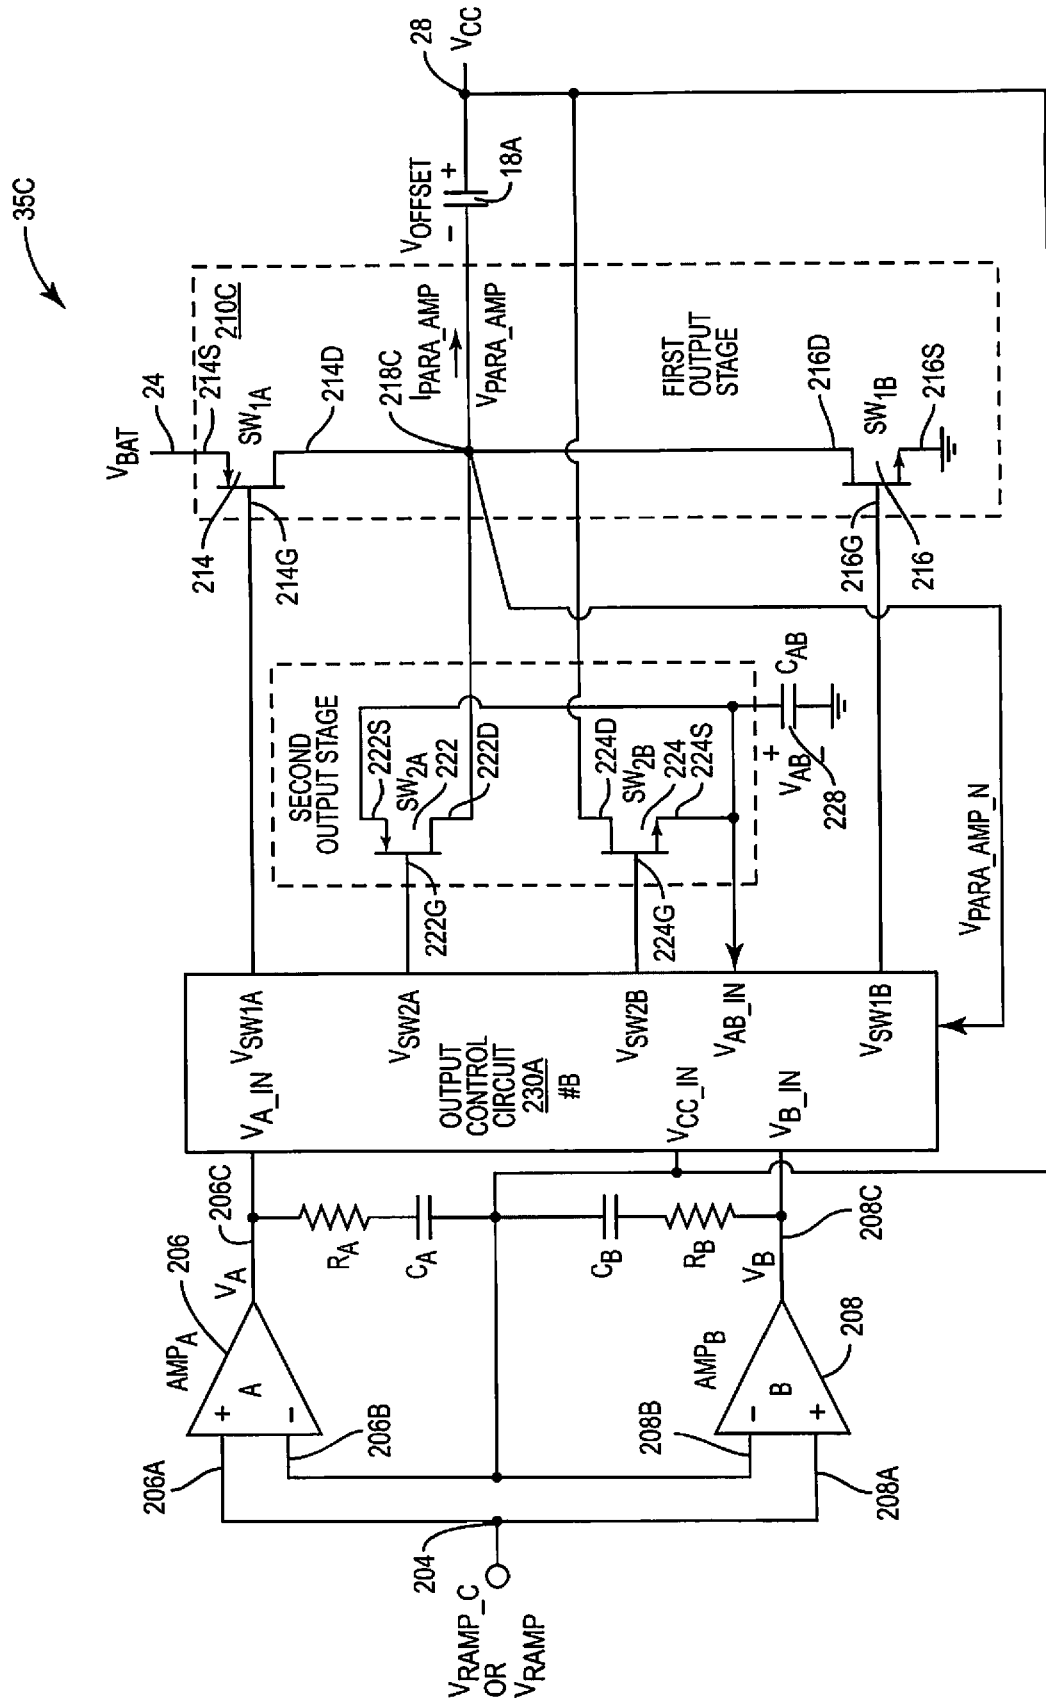 35C
VRAMP_C
OR
VRAMP
204
206A
206B
AMPA
A
+
-
206
VA
206C
RA
CA
CB
RB
VB
208C
208B
208A
AMPB
B
-
+
208
VA_IN
VCC_IN
VB_IN
OUTPUT
CONTROL
CIRCUIT
230A
#B
VSW1A
VSW2A
VSW2B
VAB_IN
VSW1B
VPARA_AMP_N
SECOND
OUTPUT STAGE
222G
222S
SW2A
222
222D
224G
224D
SW2B
224
224S
+
VAB
-
228
CAB
VBAT
24
214S
210C
SW1A
214
214G
214D
218C
IPARA_AMP
VPARA_AMP
FIRST
OUTPUT
STAGE
216D
SW1B
216G
216
216S
VOFFSET
-
+
18A
28
VCC